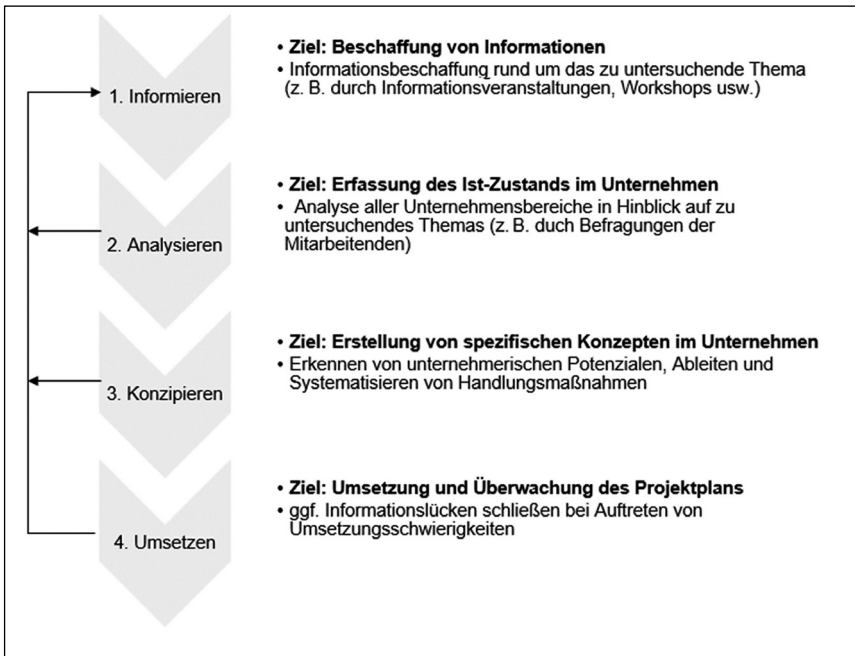 1. Informieren
• Ziel: Beschaffung von Informationen
• Informationsbeschaffung rund um das zu untersuchende Thema
(z. B. durch Informationsveranstaltungen, Workshops usw.)
2. Analysieren
• Ziel: Erfassung des Ist-Zustands im Unternehmen
• Analyse aller Unternehmensbereiche in Hinblick auf zu
untersuchendes Themas (z. B. duch Befragungen der
Mitarbeitenden)
3. Konzipieren
• Ziel: Erstellung von spezifischen Konzepten im Unternehmen
• Erkennen von unternehmerischen Potenzialen, Ableiten und
Systematisieren von Handlungsmaßnahmen
4. Umsetzen
• Ziel: Umsetzung und Überwachung des Projektplans
• ggf. Informationslücken schließen bei Auftreten von
Umsetzungsschwierigkeiten